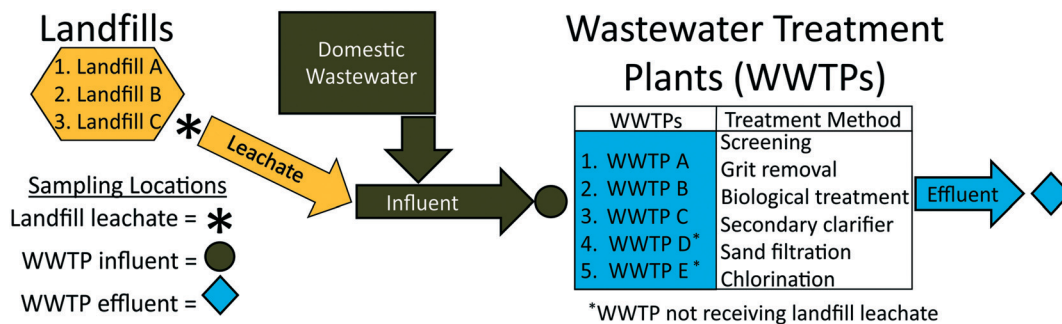 Landfills
1. Landfill A
2. Landfill B
3. Landfill C
*
Leachate
Sampling Locations
Landfill leachate = *
WWTP influent =
WWTP effluent =
Domestic
Wastewater
Influent
Wastewater Treatment
Plants (WWTPs)
WWTPs
1. WWTP A
2. WWTP B
3. WWTP C
4. WWTP D*
5. WWTP E*
Treatment Method
Screening
Grit removal
Biological treatment
Secondary clarifier
Sand filtration
Chlorination
*WWTP not receiving landfill leachate
Effluent